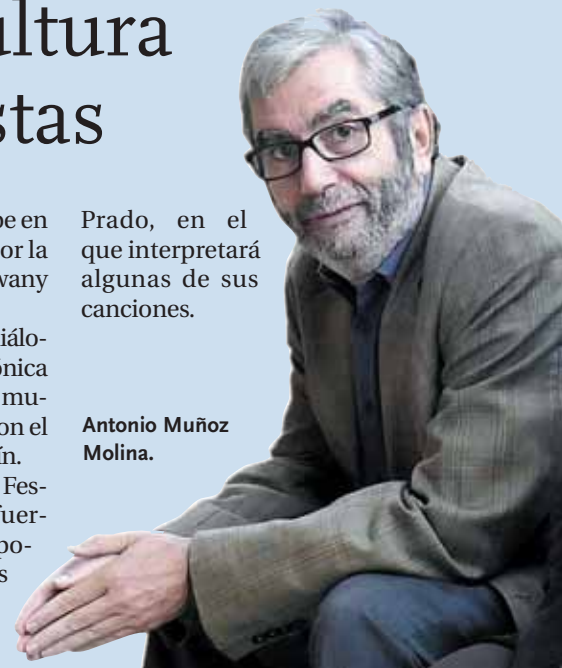 ultura
stas
en
or la
wany
iálo-
ónica
mu-
on el
ín.
Fes-
fuer-
po-
s
Prado, en el
que interpretará
algunas de sus
canciones.
Antonio Muñoz
Molina.